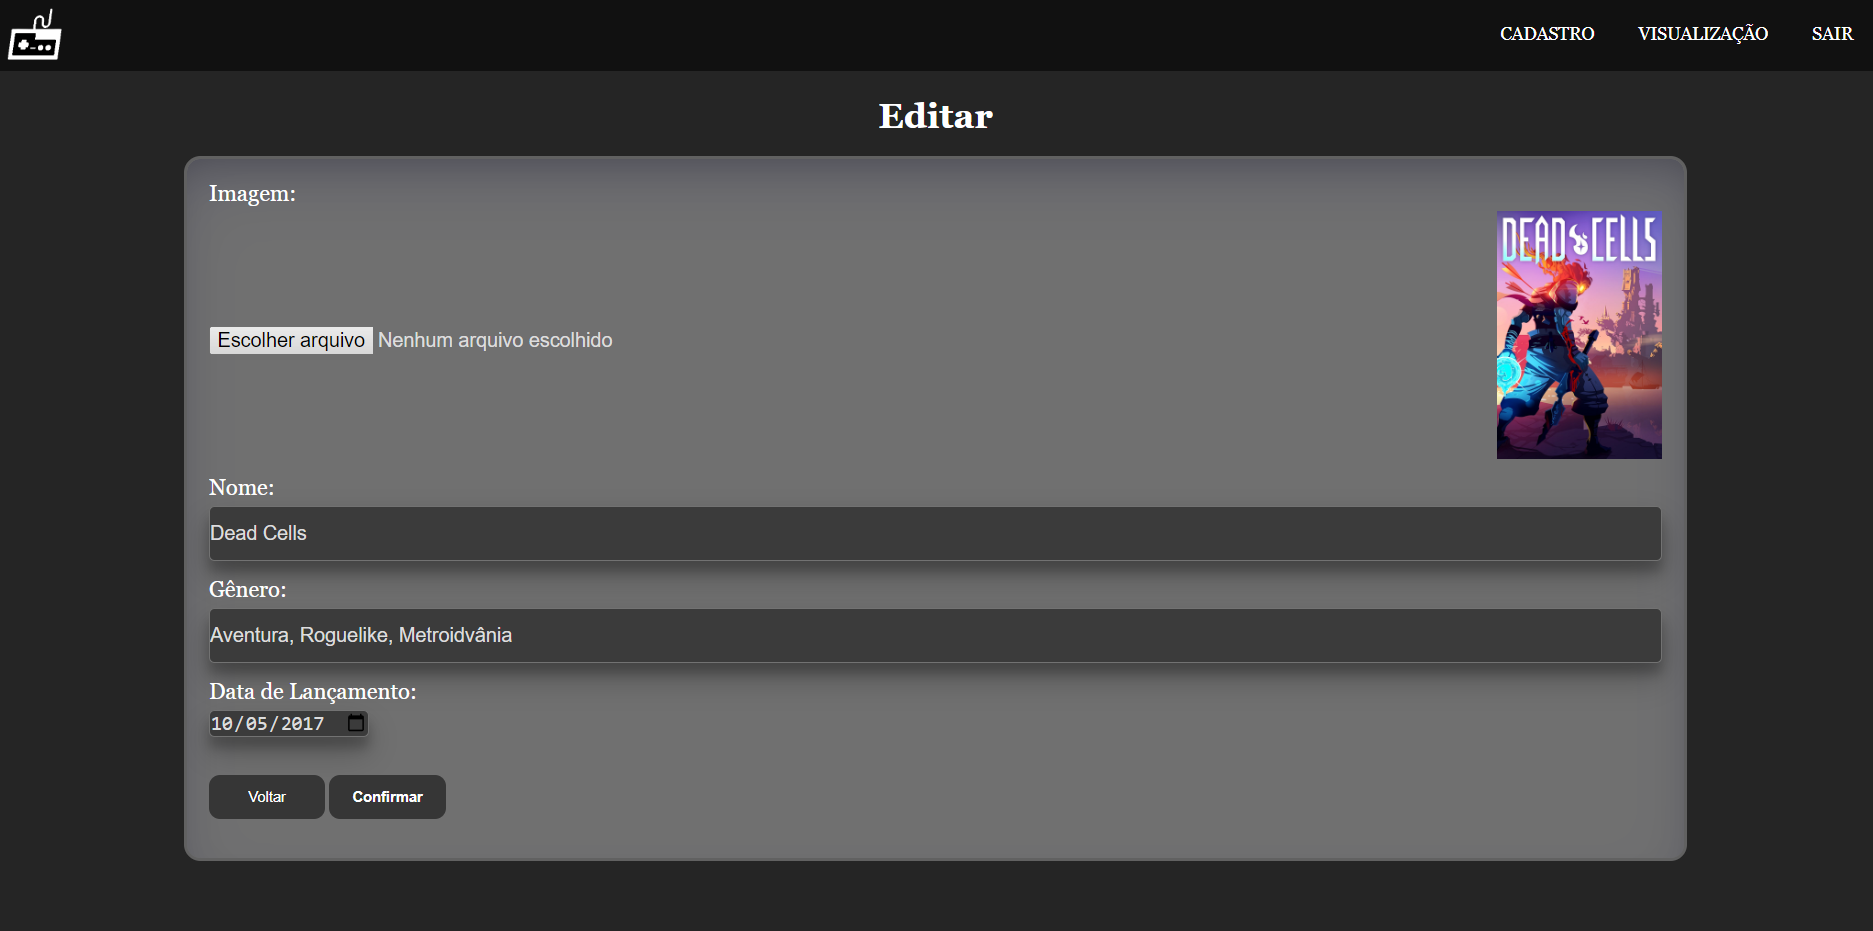 CADASTRO VISUALIZAÇÃO SAIR
Editar
Imagem:
DEAD CELLS
Escolher arquivo Nenhum arquivo escolhido
Nome:
Dead Cells
Gênero:
Aventura, Roguelike, Metroidvânia
Data de Lançamento:
10/05/2017
Voltar Confirmar